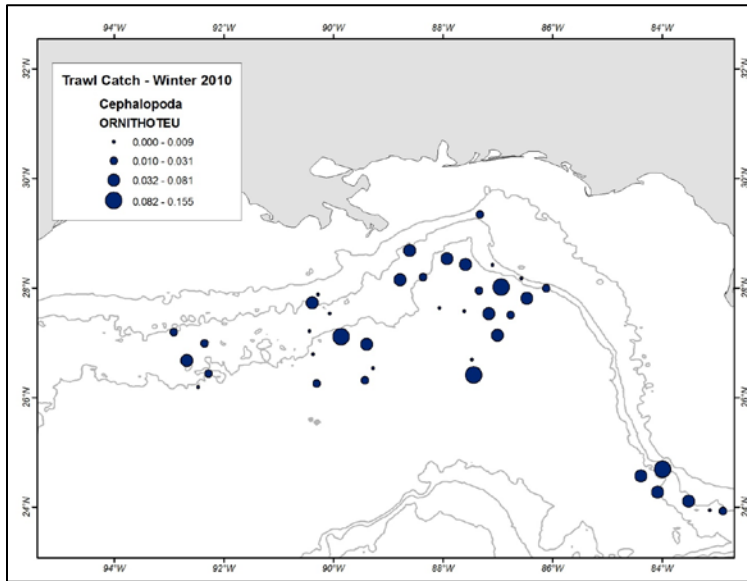 94°W 92°W 90°W 88°W 86°W 84°W
Trawl Catch - Winter 2010
Cephalopoda
ORNITHOTEU
0.000 - 0.009
0.010 - 0.031
0.032 - 0.081
0.082 - 0.155
32°N 32°N
30°N 30°N
28°N 28°N
26°N 26°N
24°N 24°N
94°W 92°W 90°W 88°W 86°W 84°W